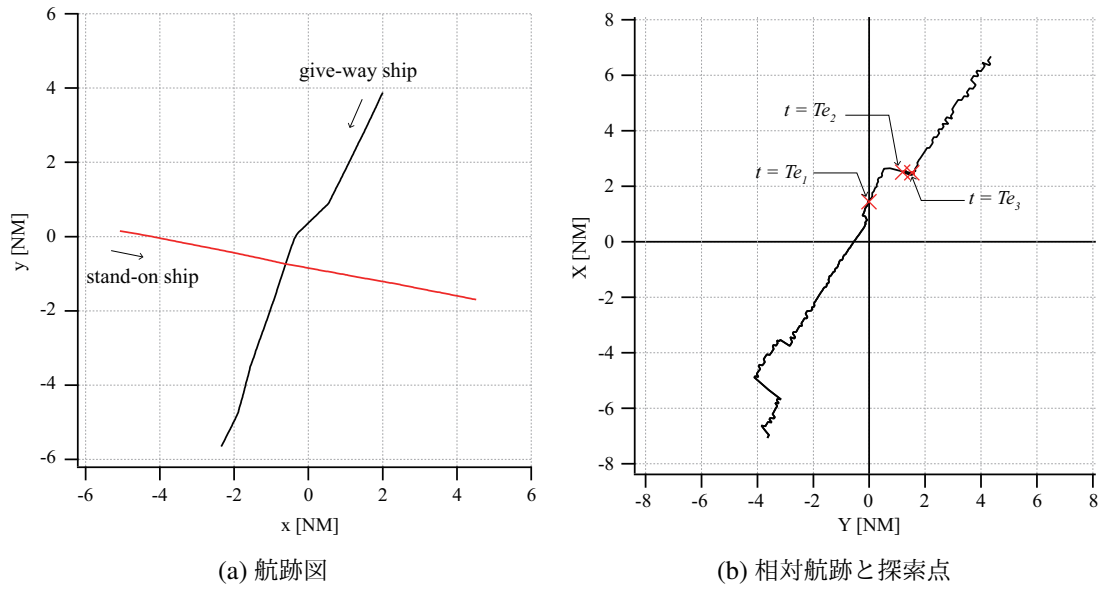 6
4
2
0
-2
-4
-6
y [NM]
give-way ship
stand-on ship
-6
-4
-2
0
2
4
6
x [NM]
(a) 航跡図
8
6
4
2
0
-2
-4
-6
-8
X [NM]
t = Te2
t = Te1
t = Te3
-8
-6
-4
-2
0
2
4
6
8
Y [NM]
(b) 相対航跡と探索点